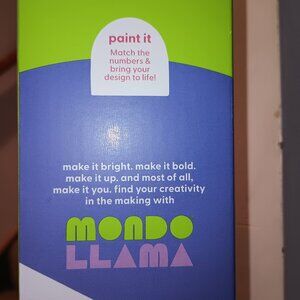 paint it
Match the
numbers &
bring your
design to life!
make it bright. make it bold.
make it up. and most of all,
make it you. find your creativity
in the making with
MONDO
LLAMA